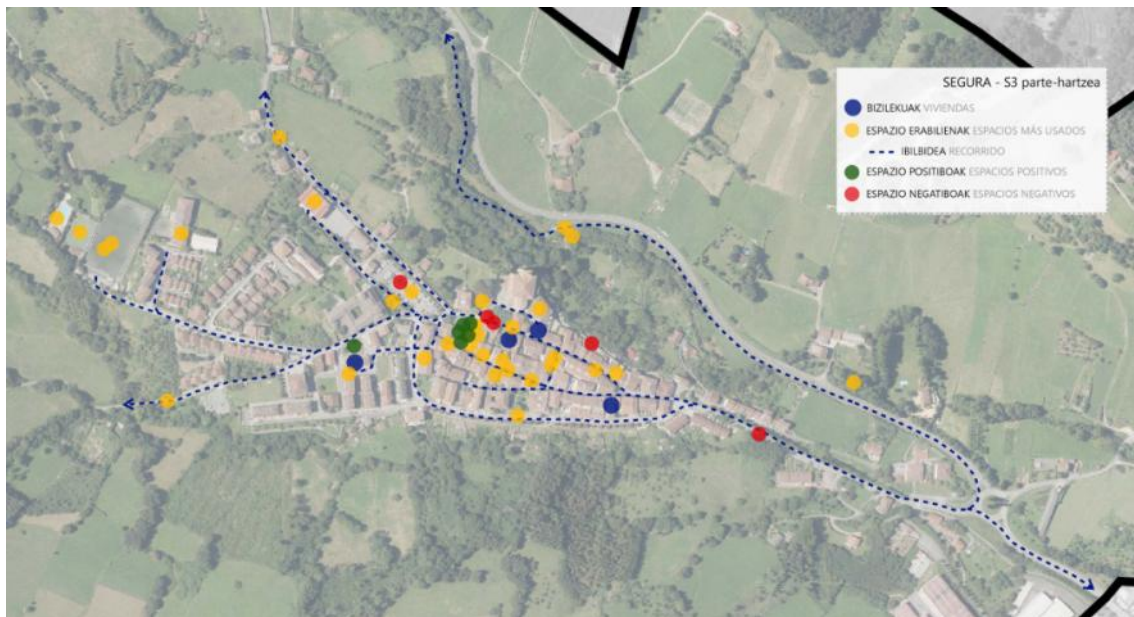 SEGURA - S3 parte-hartzea
BIZILEKUAK VIVIENDAS
ESPAZIO ERABILIENAK ESPACIOS MÁS USADOS
IBILBIDEA RECORRIDO
ESPAZIO POSITIBOAK ESPACIOS POSITIVOS
ESPAZIO NEGATIBOAK ESPACIOS NEGATIVOS